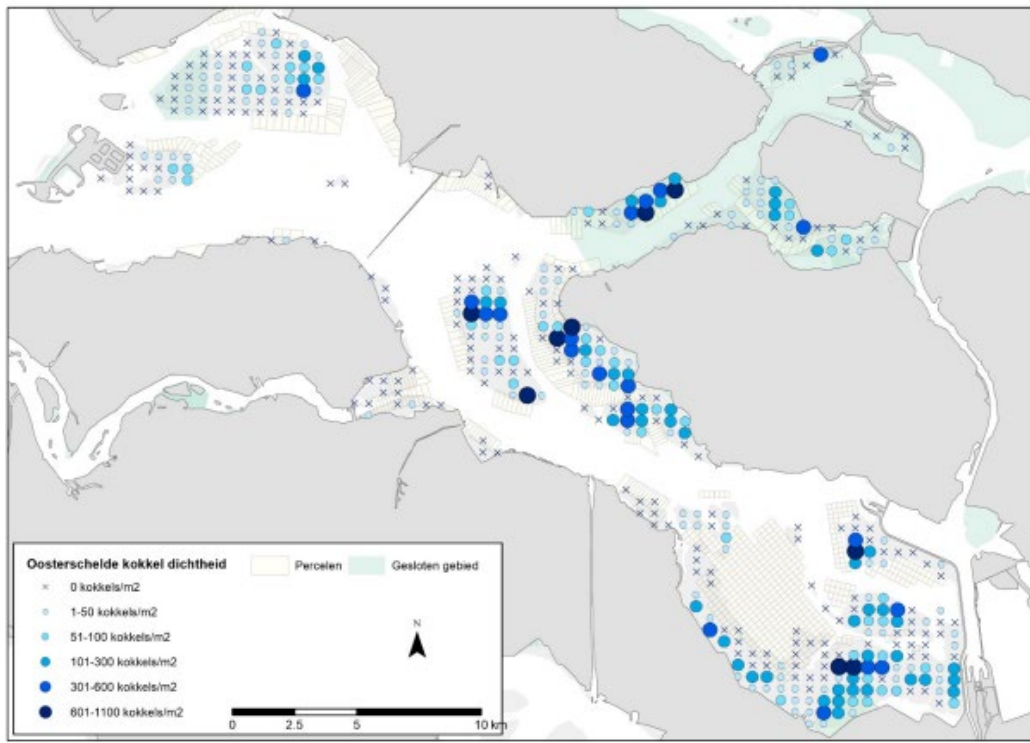 Oosterschelde kokkel dichtheid
Percelen
Gesloten gebied
0 kokkels/m2
1-50 kokkels/m2
51-100 kokkels/m2
101-300 kokkels/m2
301-600 kokkels/m2
601-1100 kokkels/m2
N
0 2.5 5 10 km